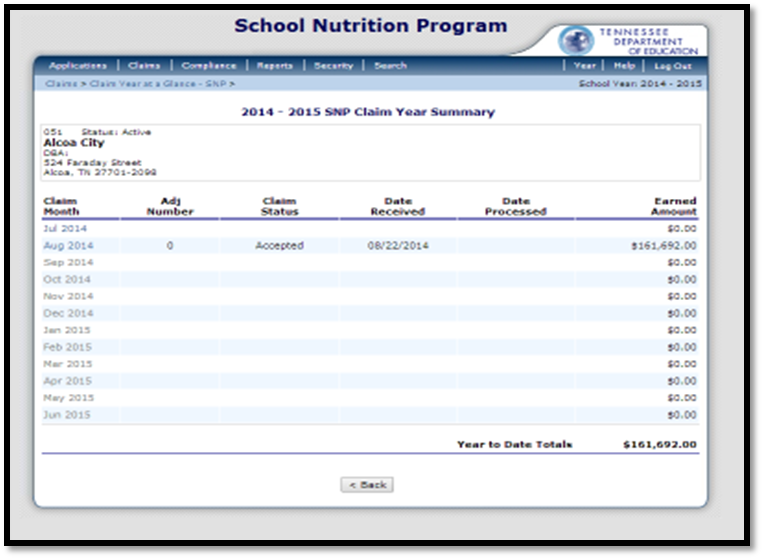 School Nutrition Program
TENNESSEE
DEPARTMENT
OF EDUCATION
Applications | Claims | Compliance | Reports | Security | Search | Year | Help | Log Out
Claims > Claim Year at a Glance - SNP > School Year: 2014 - 2015
2014 - 2015 SNP Claim Year Summary
051 Status: Active
Alcoa City
DBA:
524 Faraday Street
Alcoa, TN 37701-2098
Claim Month Adj Number Claim Status Date Received Date Processed Earned Amount
Jul 2014 $0.00
Aug 2014 0 Accepted 08/22/2014 $161,692.00
Sep 2014 $0.00
Oct 2014 $0.00
Nov 2014 $0.00
Dec 2014 $0.00
Jan 2015 $0.00
Feb 2015 $0.00
Mar 2015 $0.00
Apr 2015 $0.00
May 2015 $0.00
Jun 2015 $0.00
Year to Date Totals $161,692.00
< Back